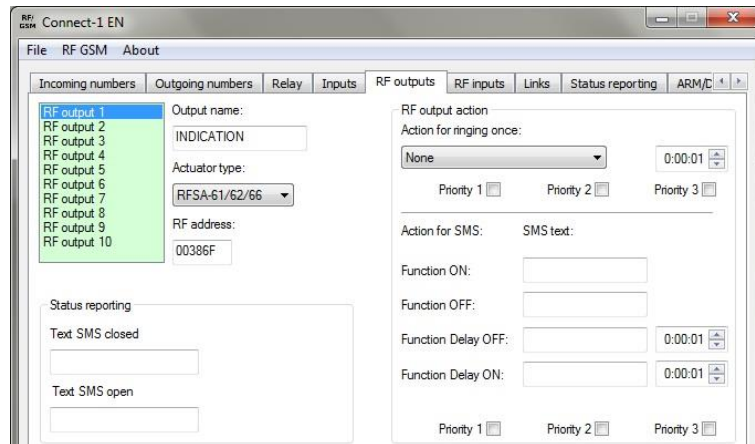 RF/GSM Connect-1 EN
File RF GSM About
Incoming numbers Outgoing numbers Relay Inputs RF outputs RF inputs Links Status reporting ARM/D
RF output 1
RF output 2
RF output 3
RF output 4
RF output 5
RF output 6
RF output 7
RF output 8
RF output 9
RF output 10
Output name:
INDICATION
Actuator type:
RFSA-61/62/66
RF address:
00386F
Status reporting
Text SMS closed
Text SMS open
RF output action
Action for ringing once:
None 0:00:01
Priority 1 Priority 2 Priority 3
Action for SMS: SMS text:
Function ON:
Function OFF:
Function Delay OFF: 0:00:01
Function Delay ON: 0:00:01
Priority 1 Priority 2 Priority 3